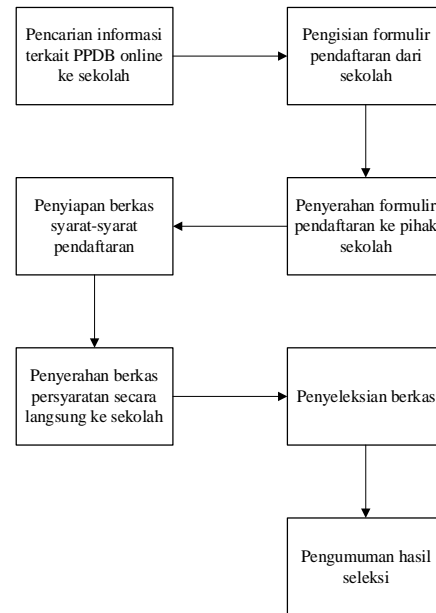 Pencarian informasi
terkait PPDB online
ke sekolah
Pengisian formulir
pendaftaran dari
sekolah
Penyerahan formulir
pendaftaran ke pihak
sekolah
Penyiapan berkas
syarat-syarat
pendaftaran
Penyerahan berkas
persyaratan secara
langsung ke sekolah
Penyeleksian berkas
Pengumuman hasil
seleksi